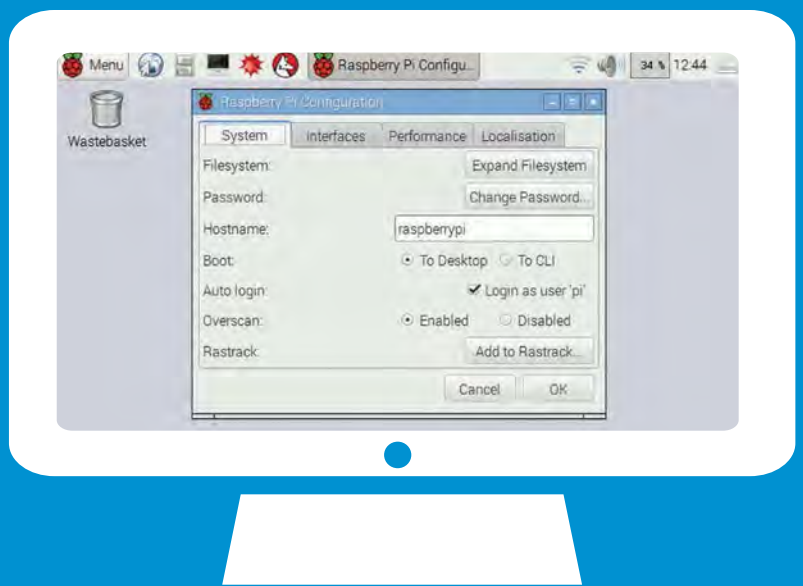 Menu
Raspberry Pi Configu...
34 %
12:44
Wastebasket
Raspberry Pi Configuration
System
Interfaces
Performance
Localisation
Filesystem:
Expand Filesystem
Password:
Change Password...
Hostname:
raspberrypi
Boot:
To Desktop
To CLI
Auto login:
Login as user 'pi'
Overscan:
Enabled
Disabled
Rastrack:
Add to Rastrack...
Cancel
OK